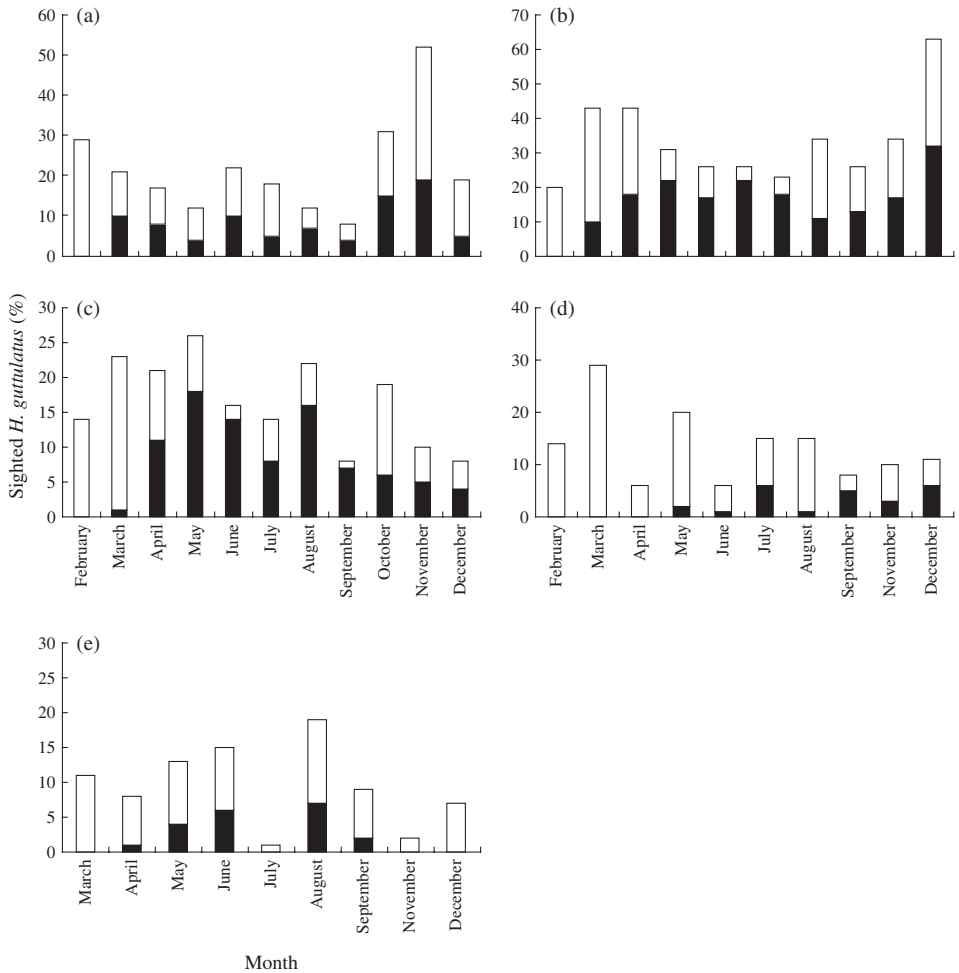 (a)
60
50
40
30
20
10
0
(b)
70
60
50
40
30
20
10
0
Sighted H. guttulatus (%)
(c)
30
25
20
15
10
5
0
February
March
April
May
June
July
August
September
October
November
December
(d)
40
30
20
10
0
February
March
April
May
June
July
August
September
November
December
(e)
30
25
20
15
10
5
0
March
April
May
June
July
August
September
November
December
Month